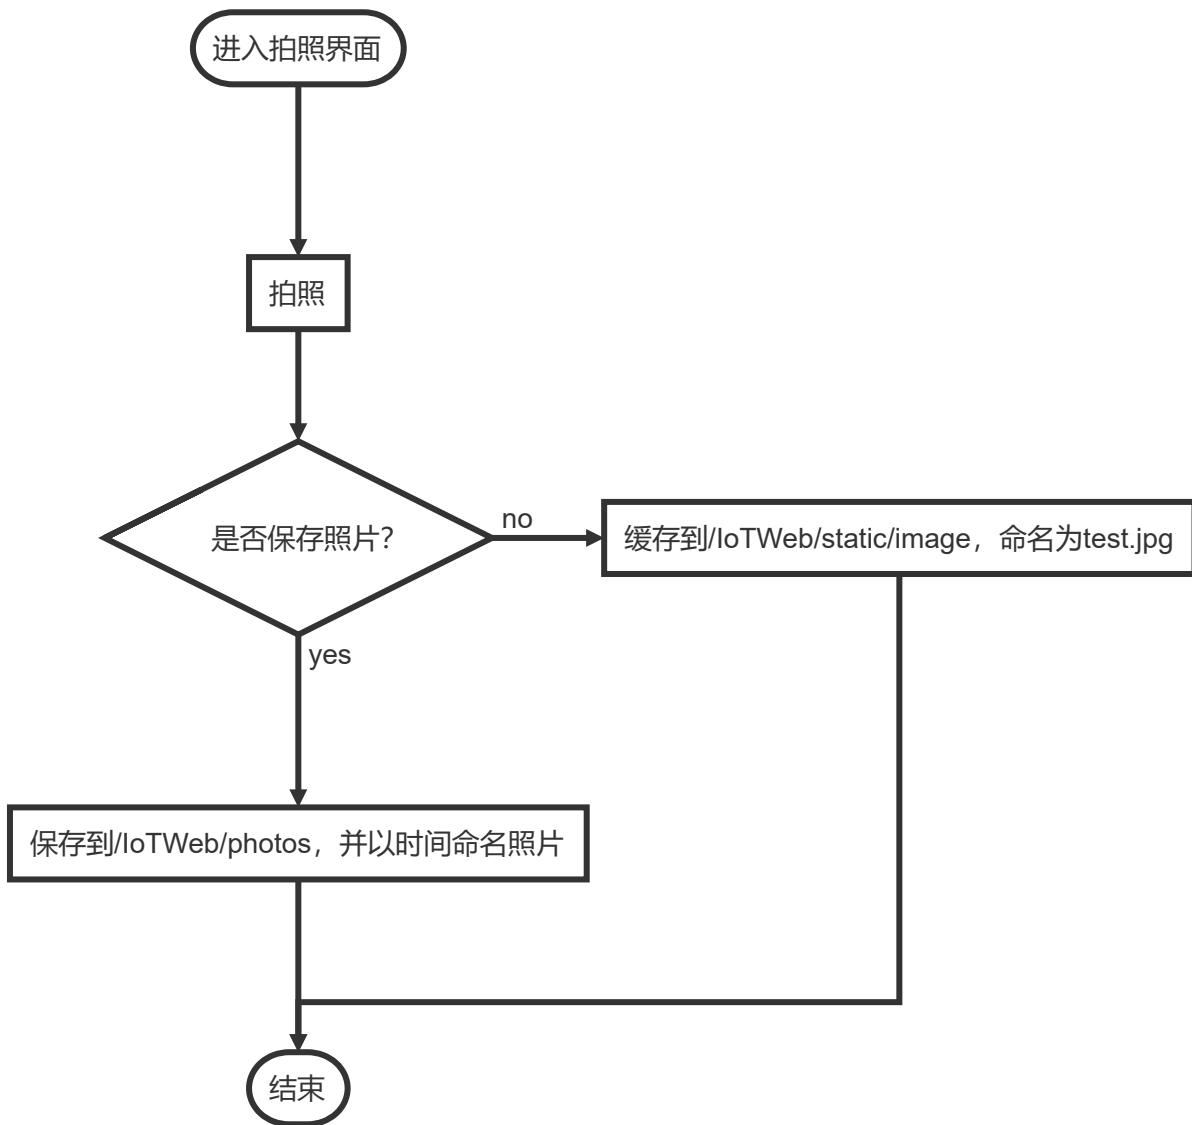 进入拍照界面
拍照
是否保存照片?
no
缓存到/IoTWeb/static/image，命名为test.jpg
yes
保存到/IoTWeb/photos，并以时间命名照片
结束